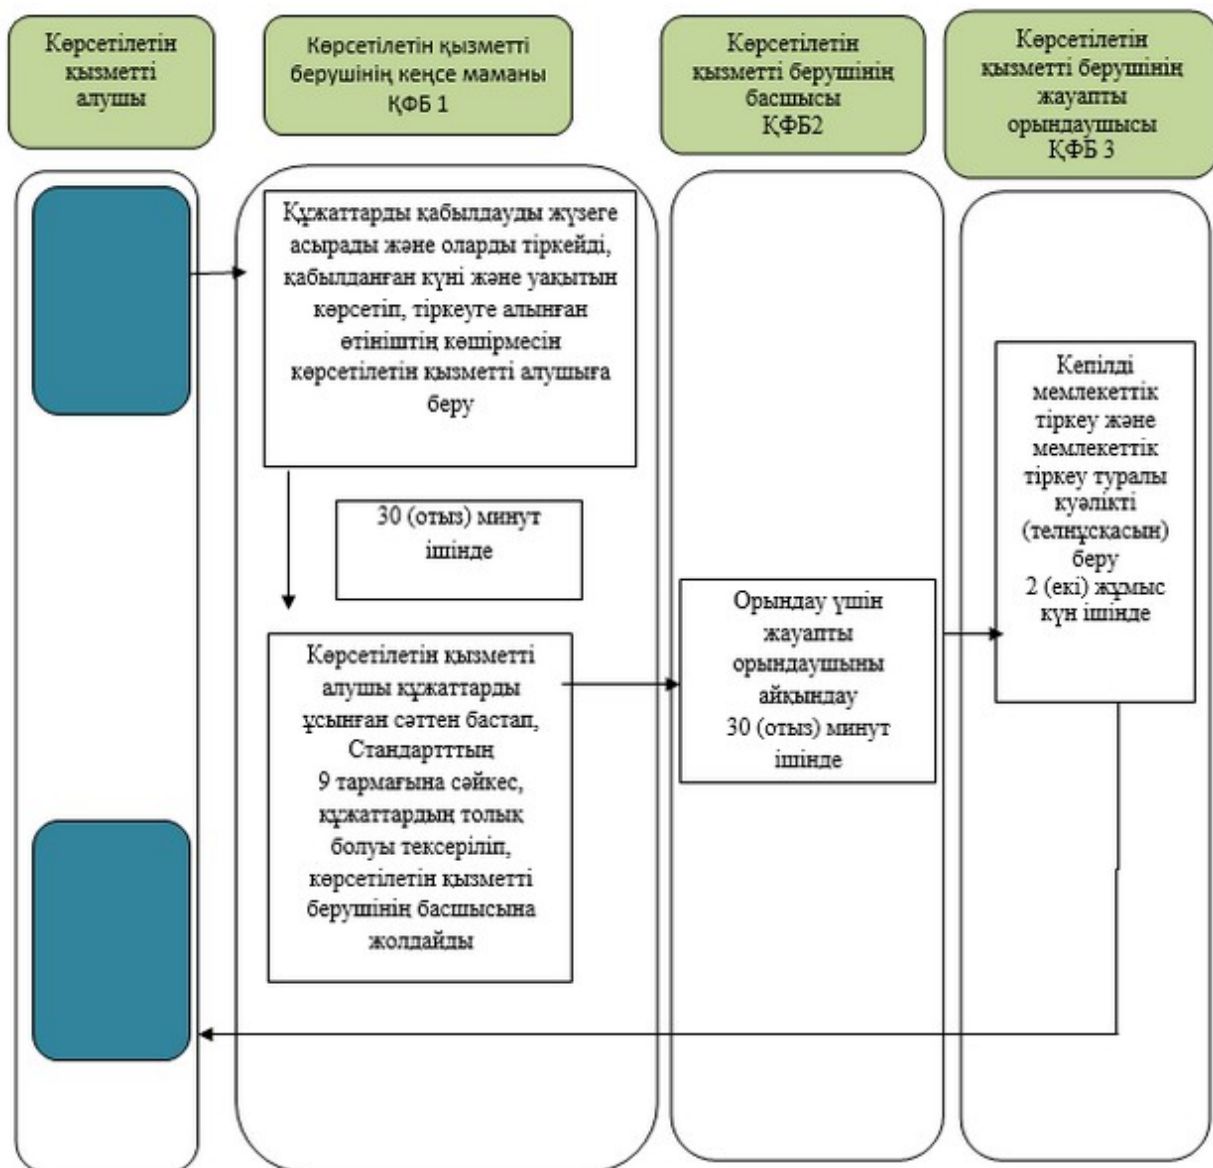 Көрсетілетін
қызметті
алушы
Көрсетілетін қызметті
берушінің кеңсе маманы
ҚФБ 1
Көрсетілетін
қызметті берушінің
басшысы
ҚФБ2
Көрсетілетін
қызметті берушінің
жауапты
орындаушысы
ҚФБ 3
Құжаттарды қабылдауды жүзеге
асырады және оларды тіркейді,
қабылданған күні және уақытын
көрсетіп, тіркеуге алынған
өтініштің көшірмесін
көрсетілетін қызметті алушыға
беру
30 (отыз) минут
ішінде
Көрсетілетін қызметті
алушы құжаттарды
ұсынған сәттен бастап,
Стандартттың
9 тармағына сәйкес,
құжаттардың толық
болуы тексеріліп,
көрсетілетін қызметті
берушінің басшысына
жолдайды
Орындау үшін
жауапты
орындаушыны
айқындау
30 (отыз) минут
ішінде
Кепілді
мемлекеттік
тіркеу және
мемлекеттік
тіркеу туралы
куәлікті
(телнұсқасын)
беру
2 (екі) жұмыс
күн ішінде